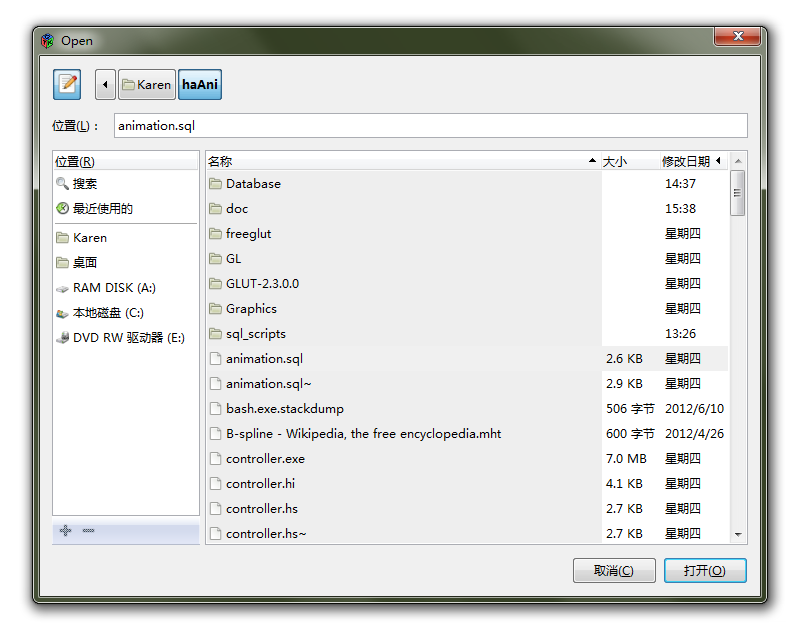 Open
Karen haAni
位置(L)： animation.sql
位置(R)
搜索
最近使用的
Karen
桌面
RAM DISK (A:)
本地磁盘 (C:)
DVD RW 驱动器 (E:)
名称 大小 修改日期
Database 14:37
doc 15:38
freeglut 星期四
GL 星期四
GLUT-2.3.0.0 星期四
Graphics 星期四
sql_scripts 13:26
animation.sql 2.6 KB 星期四
animation.sql~ 2.9 KB 星期四
bash.exe.stackdump 506 字节 2012/6/10
B-spline - Wikipedia, the free encyclopedia.mht 600 字节 2012/4/26
controller.exe 7.0 MB 星期四
controller.hi 4.1 KB 星期四
controller.hs 2.7 KB 星期四
controller.hs~ 2.7 KB 星期四
取消(C) 打开(O)